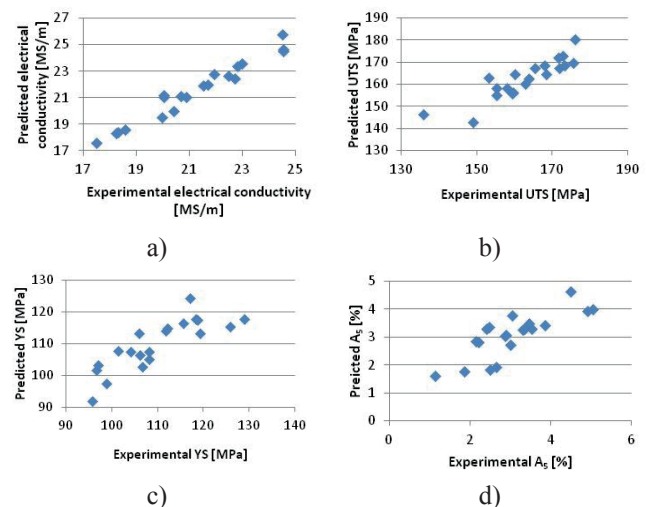 27
25
23
21
19
17
17 19 21 23 25
Predicted electrical
conductivity [MS/m]
Experimental electrical conductivity
[MS/m]
a)
190
180
170
160
150
140
130
130 150 170 190
Predicted UTS [MPa]
Experimental UTS [MPa]
b)
130
120
110
100
90
90 100 110 120 130 140
Predicted YS [MPa]
Experimental YS [MPa]
c)
5
4
3
2
1
0
0 2 4 6
Preicted A₅ [%]
Experimental A₅ [%]
d)